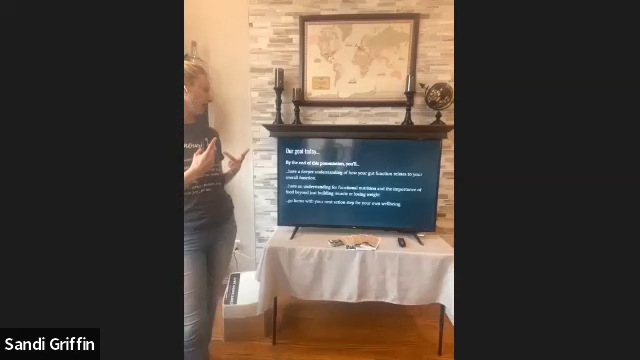 Our goal today...
By the end of this presentation, you'll...
...have a deeper understanding of how your gut function relates to your
overall function.
...have an understanding for functional nutrition and the importance of
food beyond just building muscle or losing weight
...go home with your next action step for your own wellbeing.
Sandi Griffin